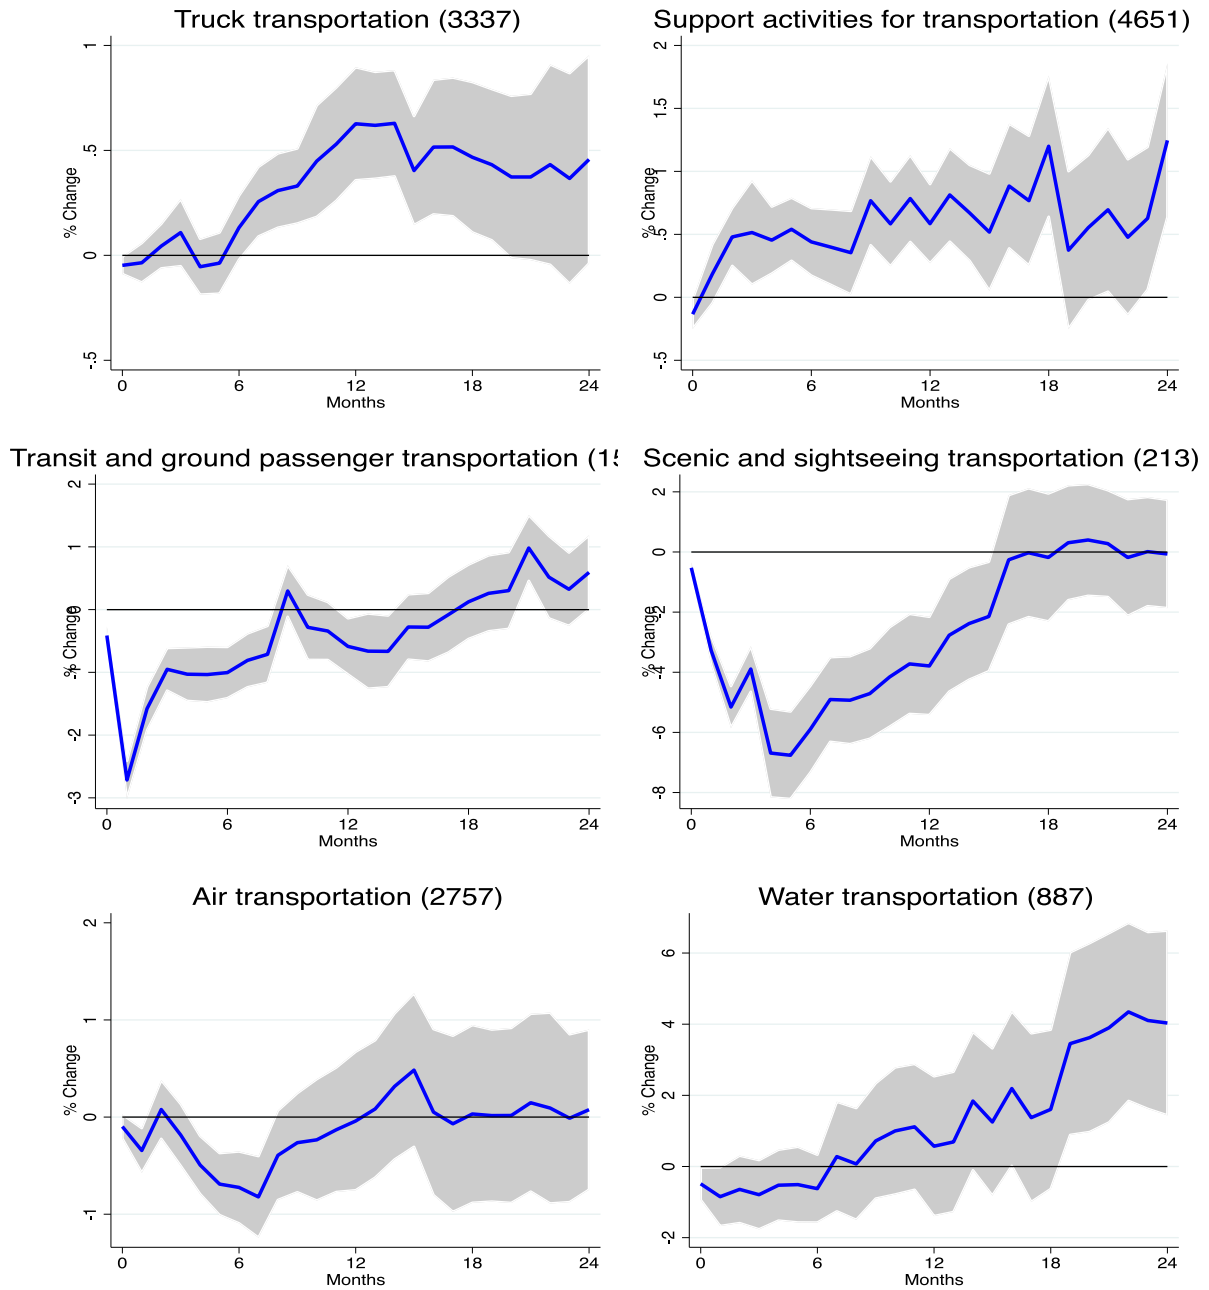 Truck transportation (3337)
1
.5
0
-.5
% Change
0 6 12 18 24
Months
Support activities for transportation (4651)
2
1.5
1
.5
0
-.5
% Change
0 6 12 18 24
Months
Transit and ground passenger transportation (15
2
1
0
-1
-2
-3
% Change
0 6 12 18 24
Months
Scenic and sightseeing transportation (213)
2
0
-2
-4
-6
-8
% Change
0 6 12 18 24
Months
Air transportation (2757)
2
1
0
-1
% Change
0 6 12 18 24
Months
Water transportation (887)
6
4
2
0
-2
% Change
0 6 12 18 24
Months